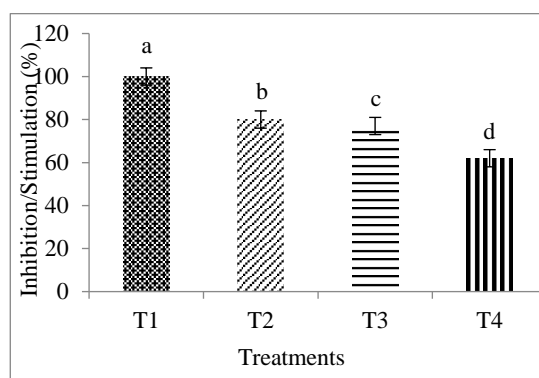 Inhibition/Stimulation (%)
120
100
80
60
40
20
0
a
b
c
d
T1 T2 T3 T4
Treatments